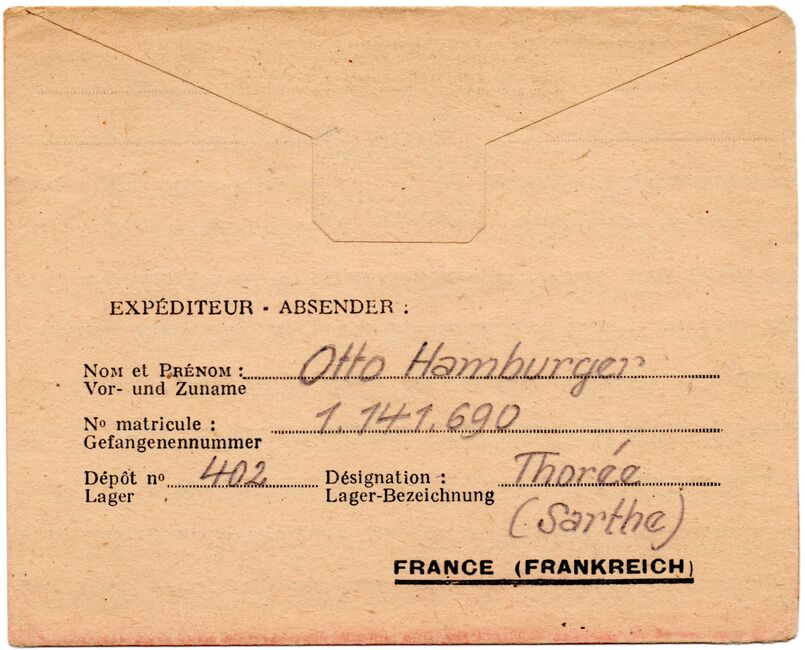 EXPÉDITEUR - ABSENDER :
NOM et PRÉNOM : Otto Hamburger
Vor- und Zuname
Nº matricule : 1.141.690
Gefangenennummer
Dépôt nº 402 Désignation : Thorée
Lager Lager-Bezeichnung (Sarthe)
FRANCE (FRANKREICH)